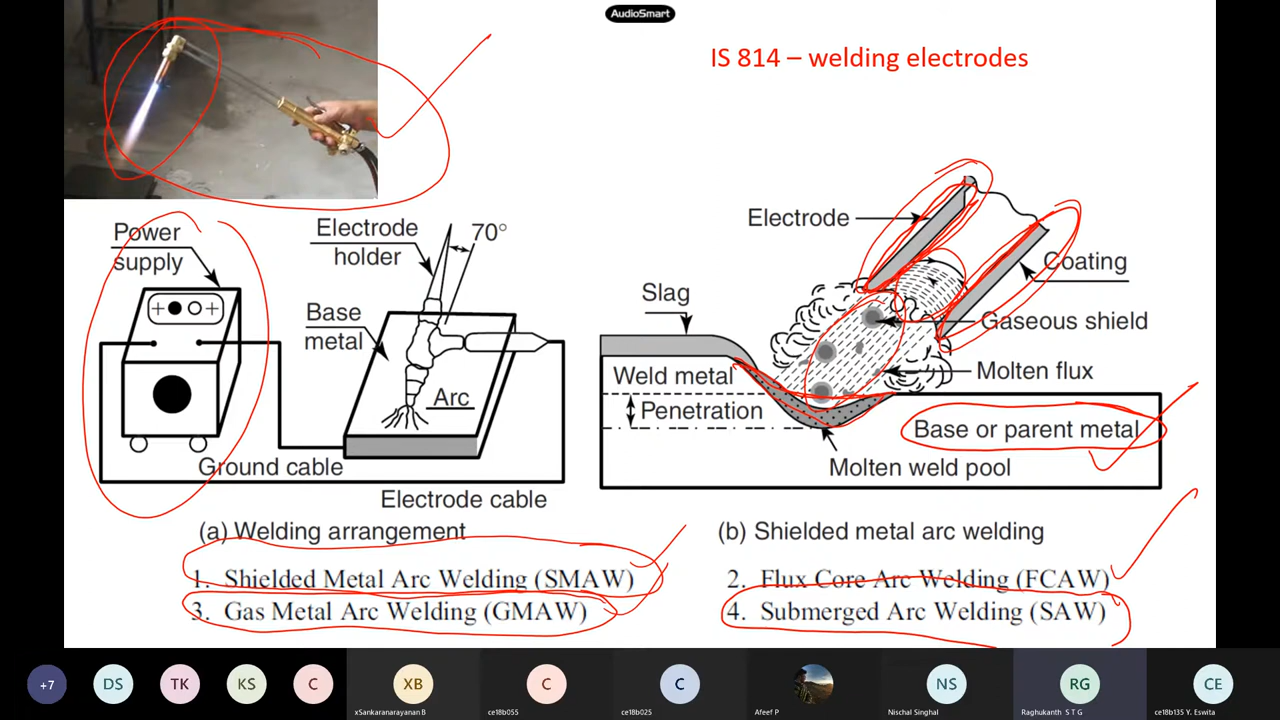 AudioSmart
IS 814 – welding electrodes
Power
supply
Electrode
holder
70°
Base
metal
Arc
Ground cable
Electrode cable
(a) Welding arrangement
Electrode
Coating
Slag
Gaseous shield
Molten flux
Weld metal
Penetration
Base or parent metal
Molten weld pool
(b) Shielded metal arc welding
1. Shielded Metal Arc Welding (SMAW)
2. Flux Core Arc Welding (FCAW)
3. Gas Metal Arc Welding (GMAW)
4. Submerged Arc Welding (SAW)
+7
DS
TK
KS
C
XB
xSankaranarayanan B
C
ce18b055
C
ce18b025
Afeef P
NS
Nischal Singhal
RG
Raghukanth S T G
CE
ce18b135 Y. Eswita